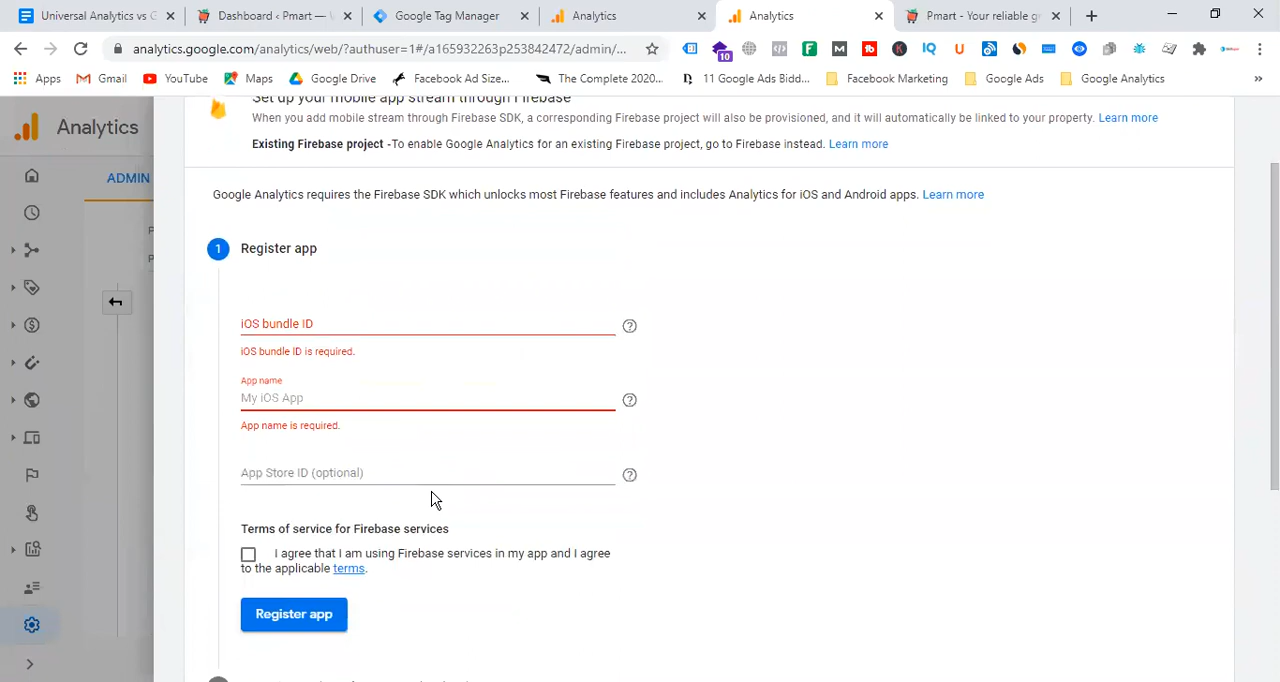 Universal Analytics vs G
Dashboard ‹ Pmart — 
Google Tag Manager
Analytics
Analytics
Pmart - Your reliable gr
analytics.google.com/analytics/web/?authuser=1#/a165932263p253842472/admin/...
10
Apps
Gmail
YouTube
Maps
Google Drive
Facebook Ad Size...
The Complete 2020...
11 Google Ads Bidd...
Facebook Marketing
Google Ads
Google Analytics
»
Analytics
ADMIN
Set up your mobile app stream through Firebase
When you add mobile stream through Firebase SDK, a corresponding Firebase project will also be provisioned, and it will automatically be linked to your property. Learn more
Existing Firebase project -To enable Google Analytics for an existing Firebase project, go to Firebase instead. Learn more
Google Analytics requires the Firebase SDK which unlocks most Firebase features and includes Analytics for iOS and Android apps. Learn more
1 Register app
iOS bundle ID
iOS bundle ID is required.
App name
My iOS App
App name is required.
App Store ID (optional)
Terms of service for Firebase services
I agree that I am using Firebase services in my app and I agree
to the applicable terms.
Register app